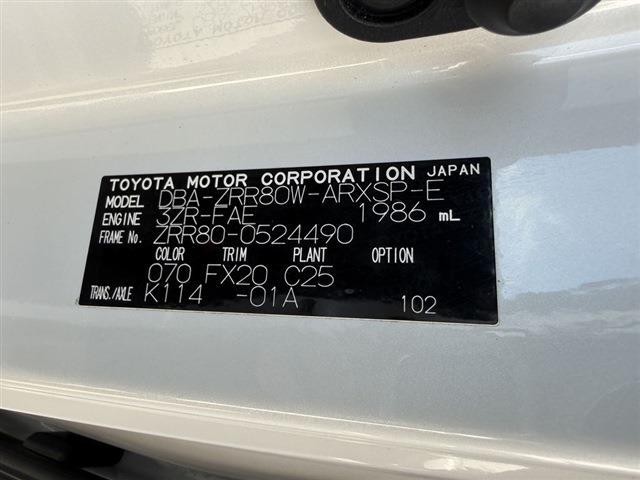 TOYOTA MOTOR CORPORATION JAPAN
MODEL DBA-ZRR80W-ARXSP-E
ENGINE 3ZR-FAE 1986 mL
FRAME No. ZRR80-0524490
COLOR TRIM PLANT OPTION
070 FX20 C25
TRANS./AXLE K114 -01A 102